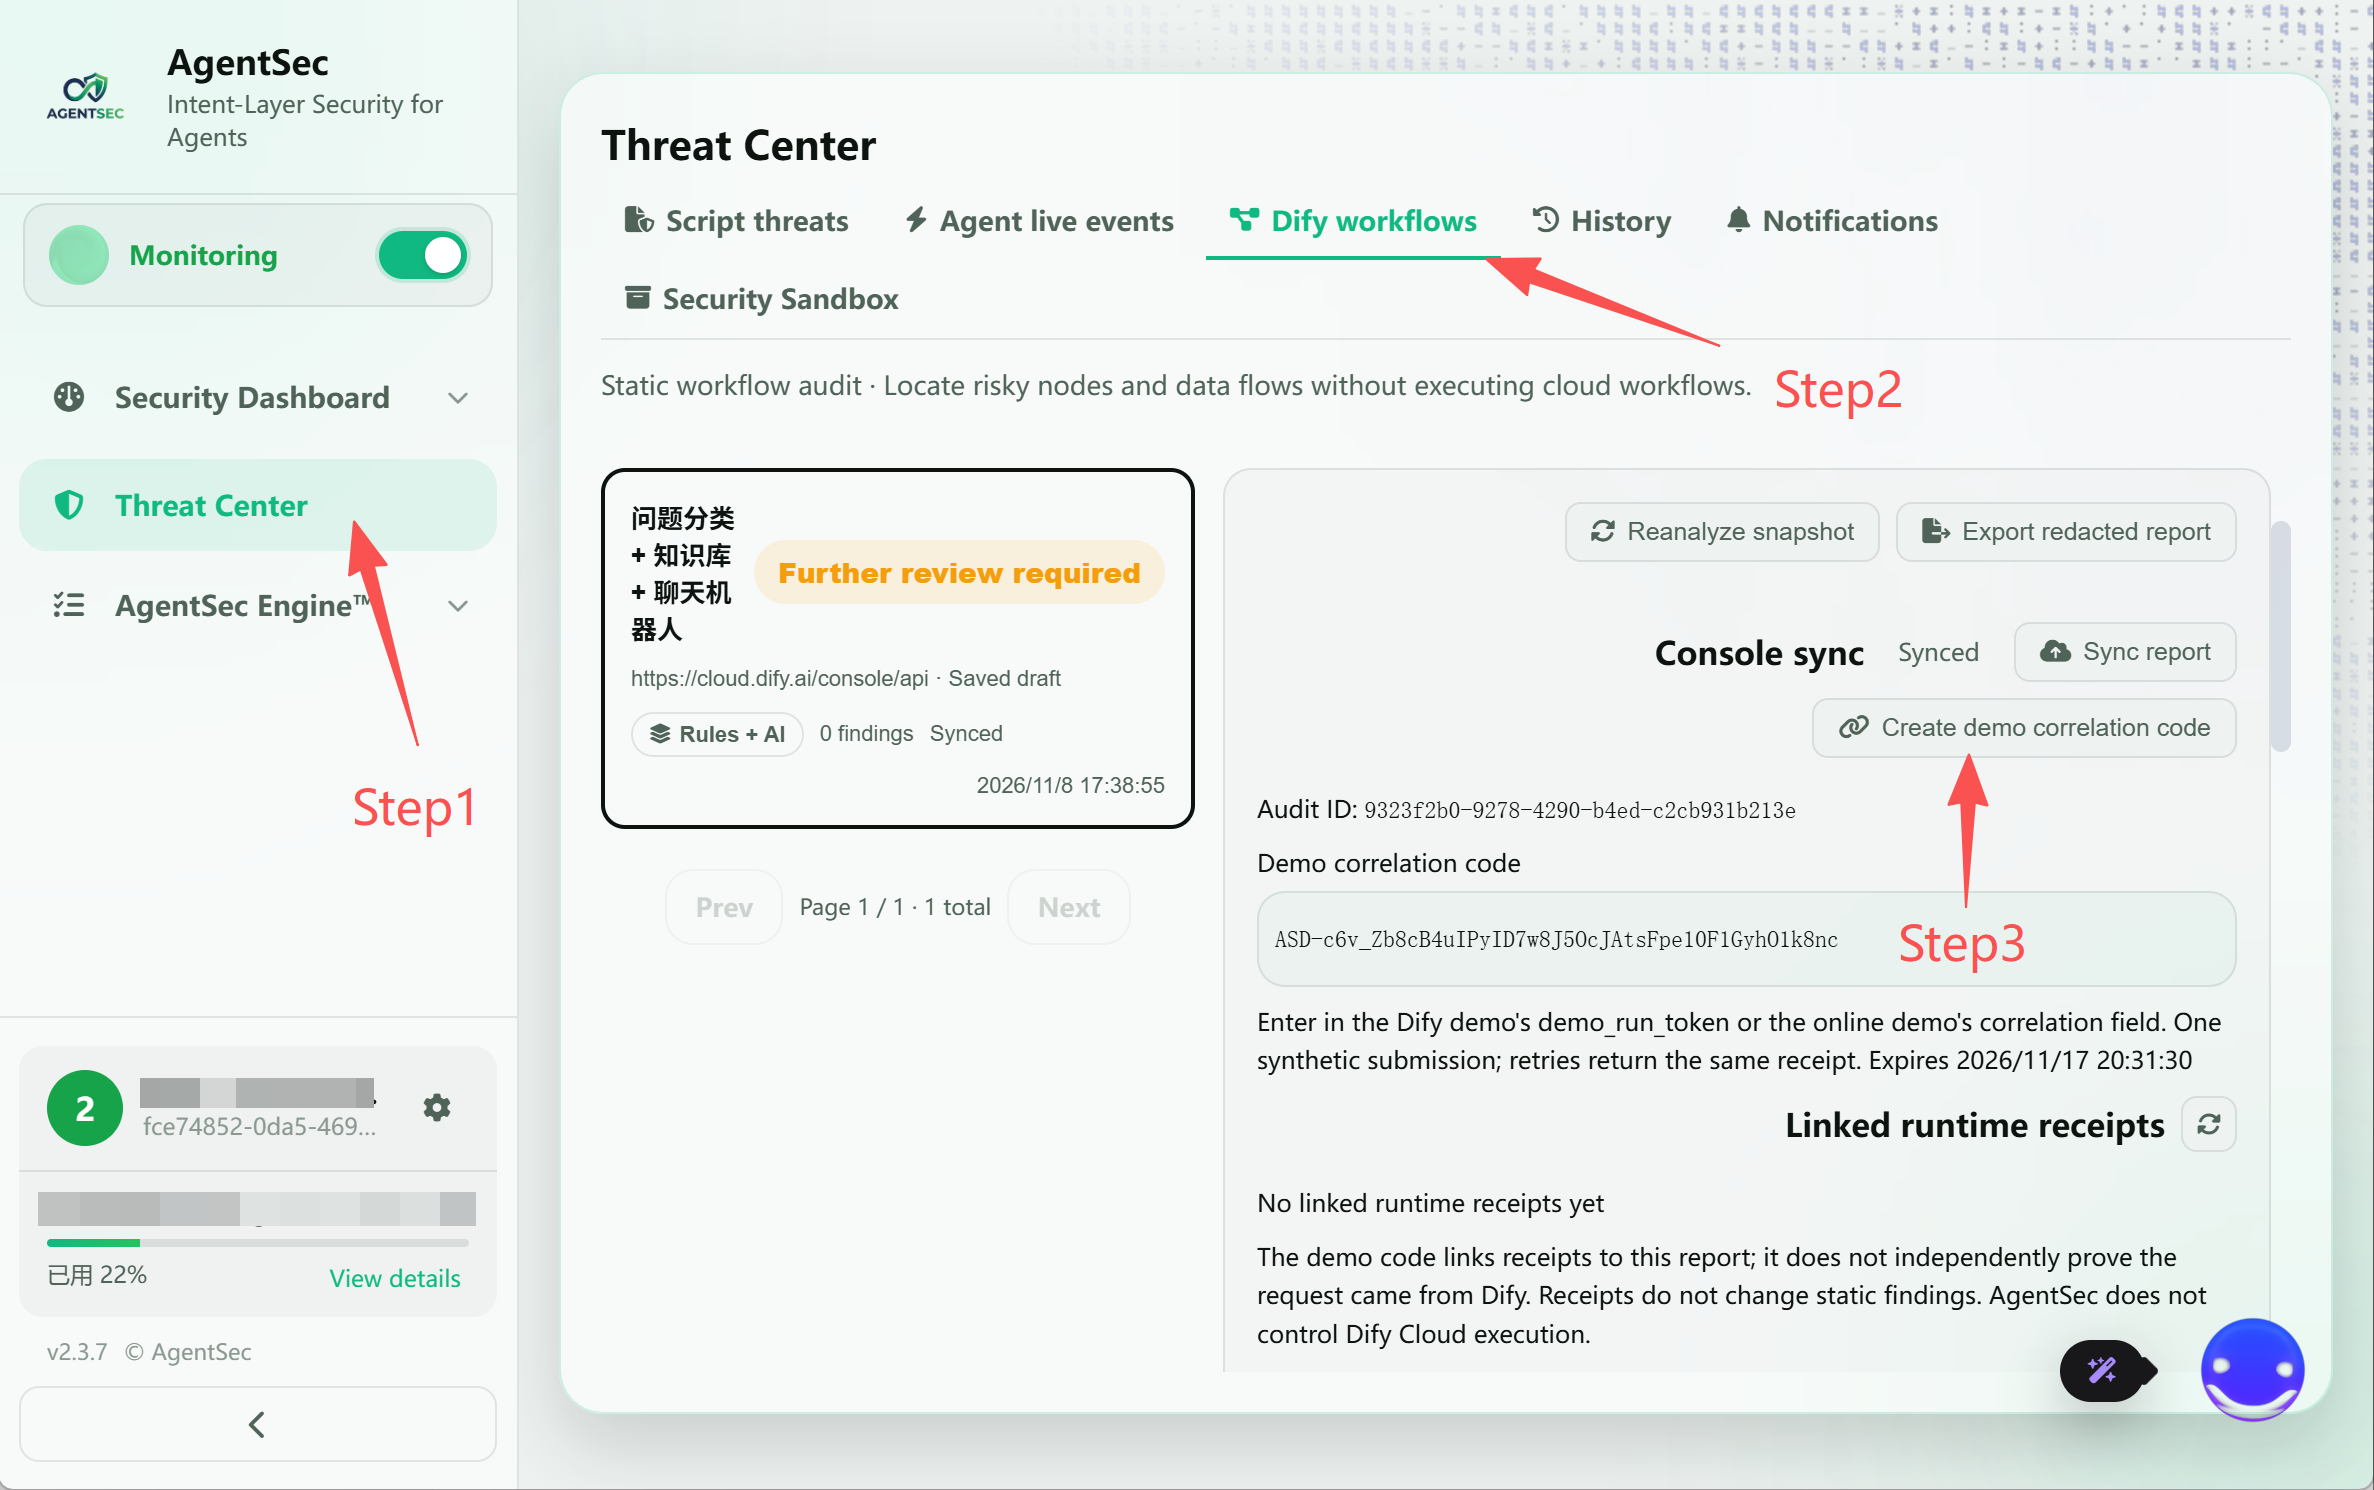 AgentSec
Intent-Layer Security for
Agents
AGENTSEC
Monitoring
Security Dashboard
Threat Center
AgentSec Engine™
Step1
2
fce74852-0da5-469...
已用 22%
View details
v2.3.7 © AgentSec
Threat Center
Script threats
Agent live events
Dify workflows
History
Notifications
Security Sandbox
Static workflow audit · Locate risky nodes and data flows without executing cloud workflows.
Step2
问题分类
+ 知识库
+ 聊天机
器人
Further review required
https://cloud.dify.ai/console/api · Saved draft
Rules + AI
0 findings
Synced
2026/11/8 17:38:55
Prev
Page 1 / 1 · 1 total
Next
Reanalyze snapshot
Export redacted report
Console sync
Synced
Sync report
Create demo correlation code
Audit ID: 9323f2b0-9278-4290-b4ed-c2cb931b213e
Demo correlation code
ASD-c6v_Zb8cB4uIPyID7w8J5OcJAtsFpe1OF1GyhO1k8nc
Step3
Enter in the Dify demo's demo_run_token or the online demo's correlation field. One
synthetic submission; retries return the same receipt. Expires 2026/11/17 20:31:30
Linked runtime receipts
No linked runtime receipts yet
The demo code links receipts to this report; it does not independently prove the
request came from Dify. Receipts do not change static findings. AgentSec does not
control Dify Cloud execution.